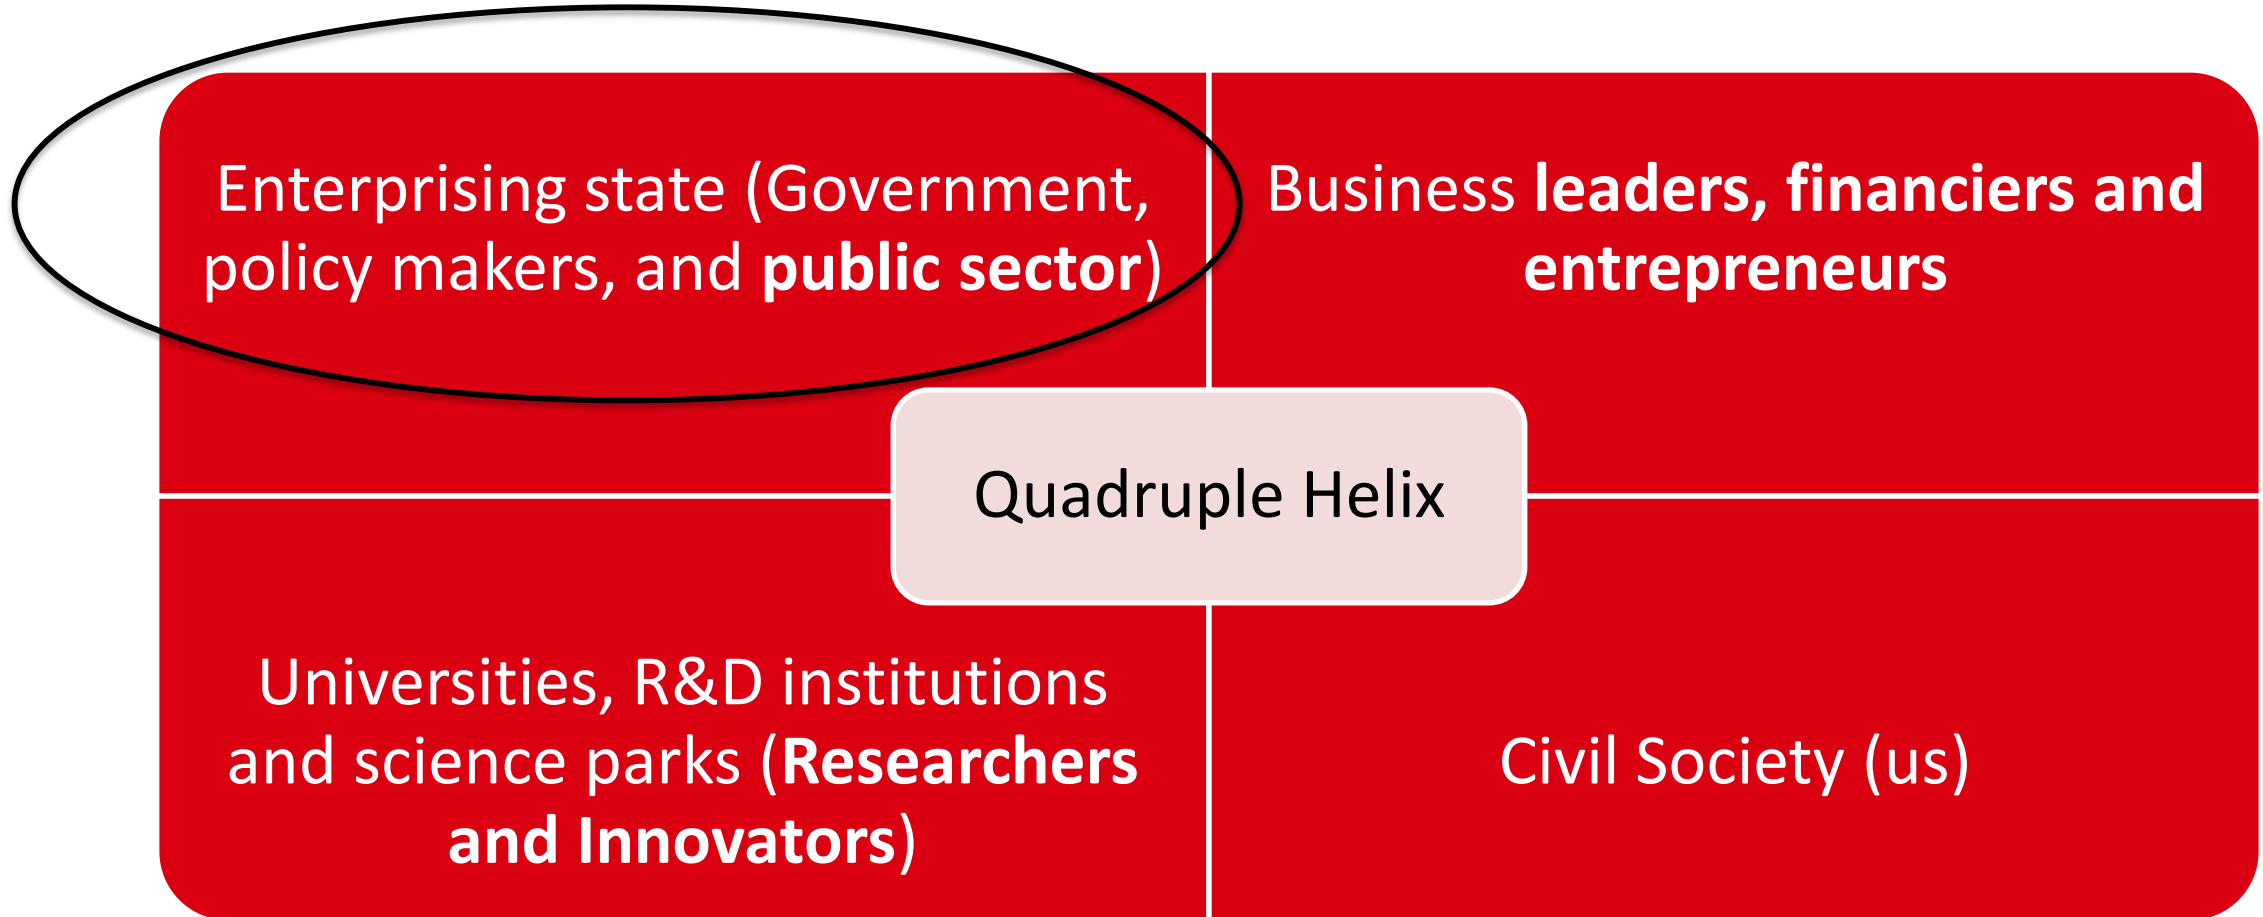 Enterprising state (Government,
policy makers, and public sector)
Business leaders, financiers and
entrepreneurs
Quadruple Helix
Universities, R&D institutions
and science parks (Researchers
and Innovators)
Civil Society (us)